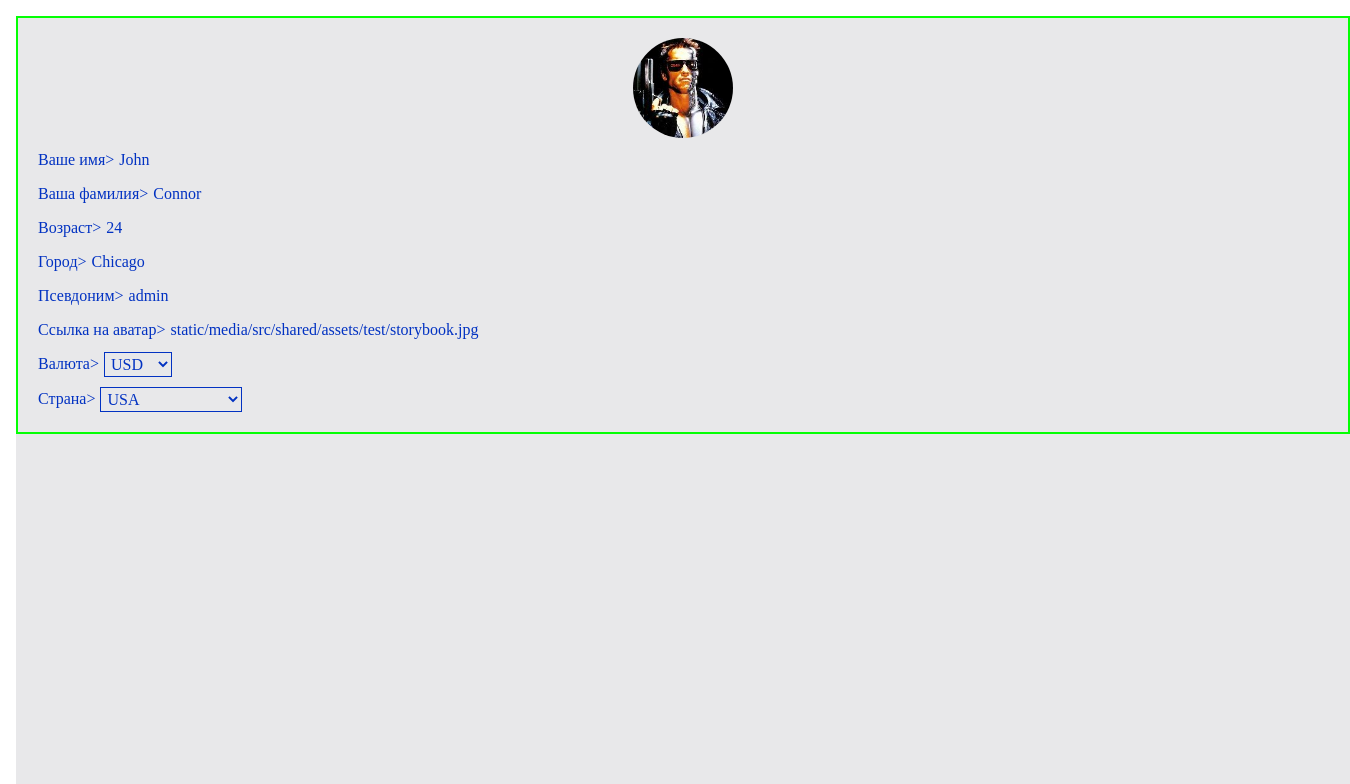 Ваше имя> John
Ваша фамилия> Connor
Возраст> 24
Город> Chicago
Псевдоним> admin
Ссылка на аватар> static/media/src/shared/assets/test/storybook.jpg
Валюта> USD
Страна> USA